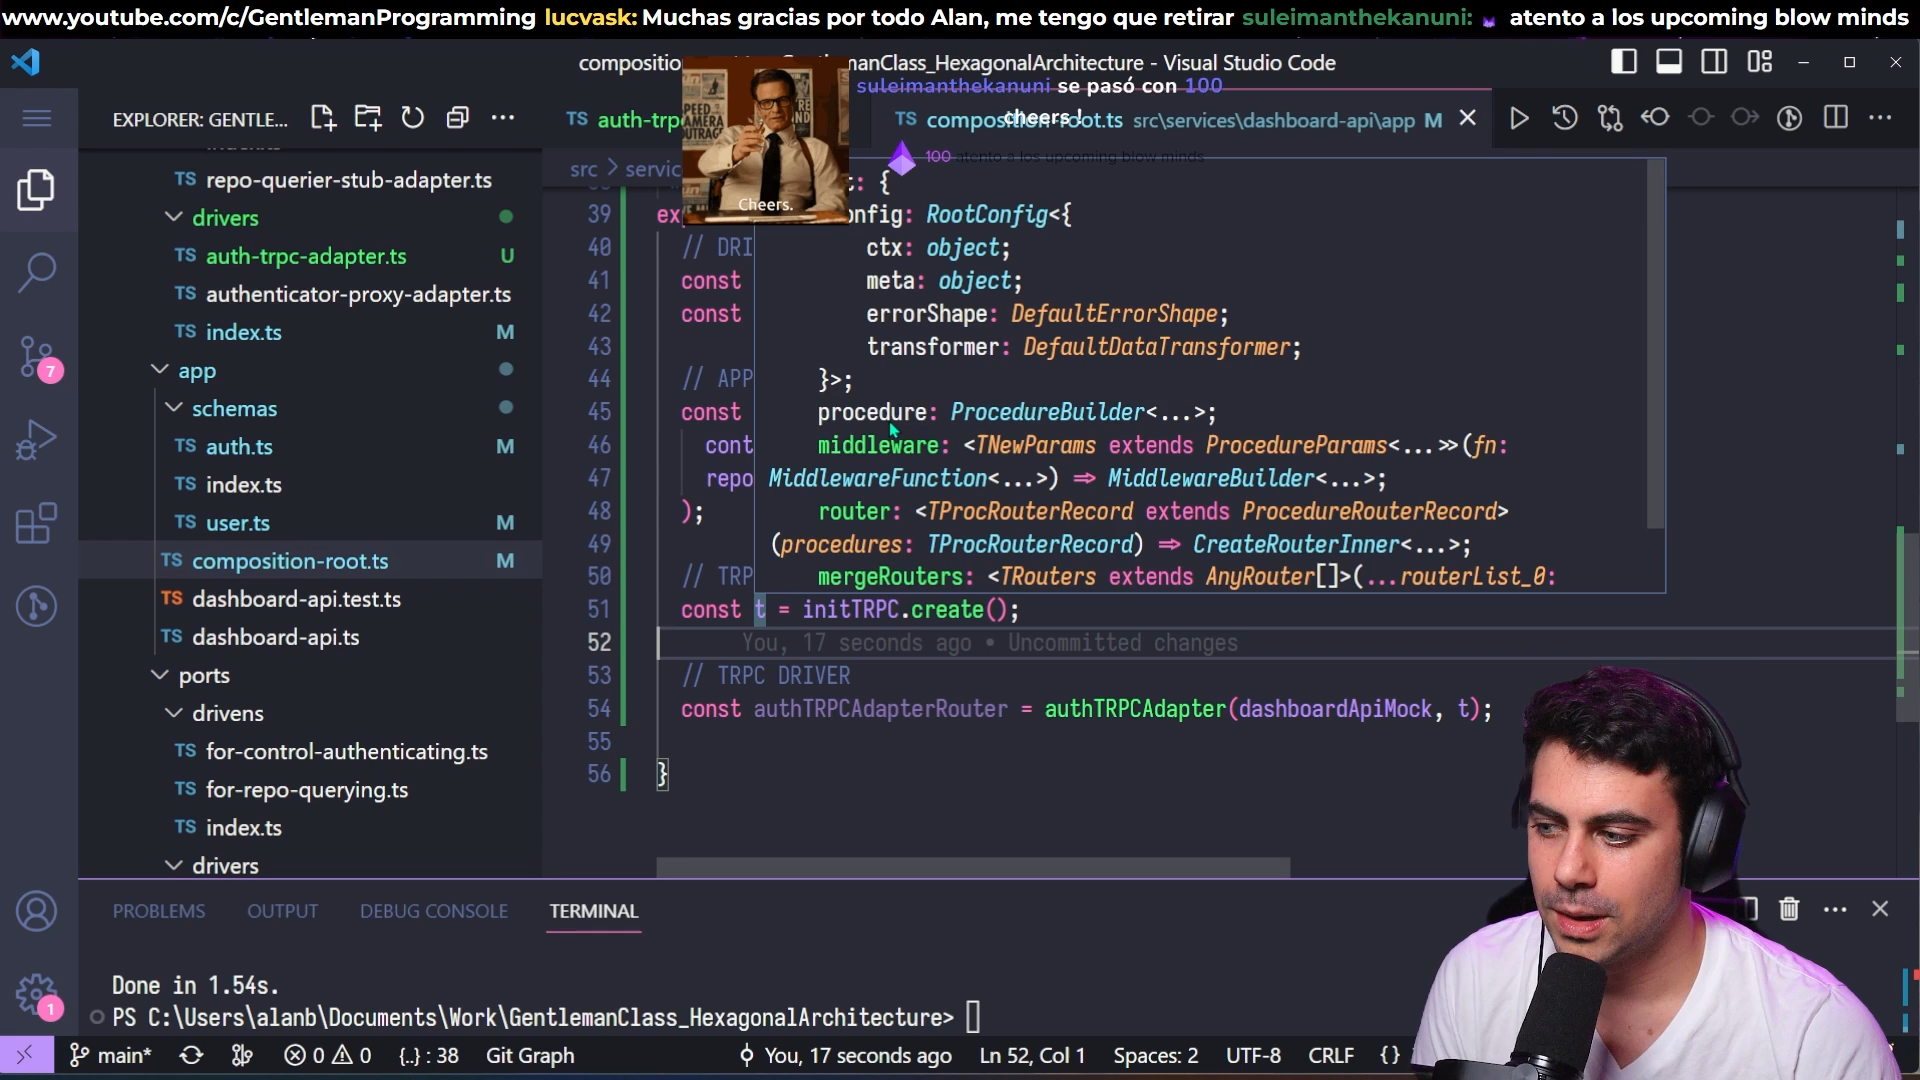 www.youtube.com/c/GentlemanProgramming lucvask: Muchas gracias por todo Alan, me tengo que retirar suleimanthekanuni: atento a los upcoming blow minds
GentlemanClass_HexagonalArchitecture - Visual Studio Code
suleimanthekanuni se pasó con 100
cheers !
100 atento a los upcoming blow minds
Cheers.
EXPLORER: GENTLE...
TS repo-querier-stub-adapter.ts
drivers
TS auth-trpc-adapter.ts U
TS authenticator-proxy-adapter.ts
TS index.ts M
app
schemas
TS auth.ts M
TS index.ts
TS user.ts M
TS composition-root.ts M
TS dashboard-api.test.ts
TS dashboard-api.ts
ports
drivens
TS for-control-authenticating.ts
TS for-repo-querying.ts
TS index.ts
drivers
TS auth-trp
TS composition-root.ts src\services\dashboard-api\app M
src > servic
t: {
39 ex onfig: RootConfig<{
40 // DRI ctx: object;
41 const meta: object;
42 const errorShape: DefaultErrorShape;
43 transformer: DefaultDataTransformer;
44 // APP }>;
45 const procedure: ProcedureBuilder<...>;
46 cont middleware: <TNewParams extends ProcedureParams<...>>(fn:
47 repo MiddlewareFunction<...>) => MiddlewareBuilder<...>;
48 ); router: <TProcRouterRecord extends ProcedureRouterRecord>
49 (procedures: TProcRouterRecord) => CreateRouterInner<...>;
50 // TRP mergeRouters: <TRouters extends AnyRouter[]>(...routerList_0:
51 const t = initTRPC.create();
52 You, 17 seconds ago • Uncommitted changes
53 // TRPC DRIVER
54 const authTRPCAdapterRouter = authTRPCAdapter(dashboardApiMock, t);
55
56 }
7
1
PROBLEMS OUTPUT DEBUG CONSOLE TERMINAL
Done in 1.54s.
PS C:\Users\alanb\Documents\Work\GentlemanClass_HexagonalArchitecture>
main* 0 0 {..} : 38 Git Graph You, 17 seconds ago Ln 52, Col 1 Spaces: 2 UTF-8 CRLF {}